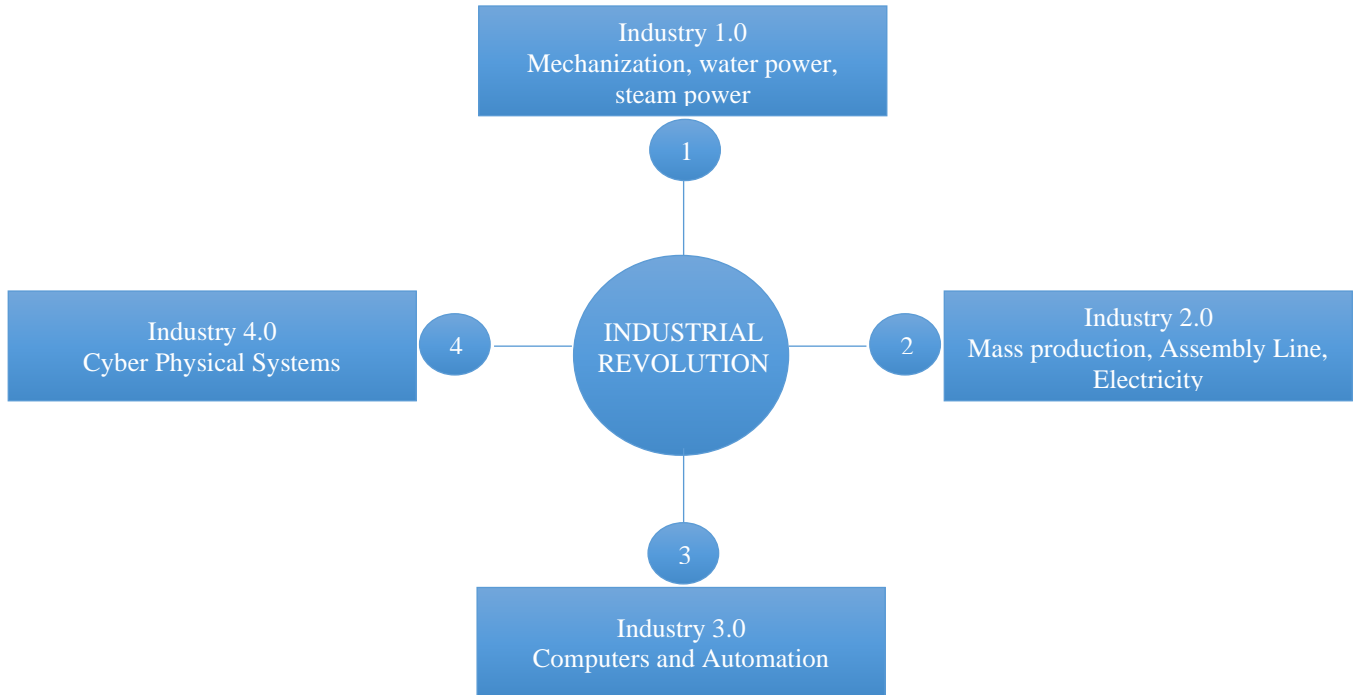 Industry 1.0
Mechanization, water power,
steam power
1
INDUSTRIAL
REVOLUTION
2
Industry 2.0
Mass production, Assembly Line,
Electricity
3
Industry 3.0
Computers and Automation
4
Industry 4.0
Cyber Physical Systems